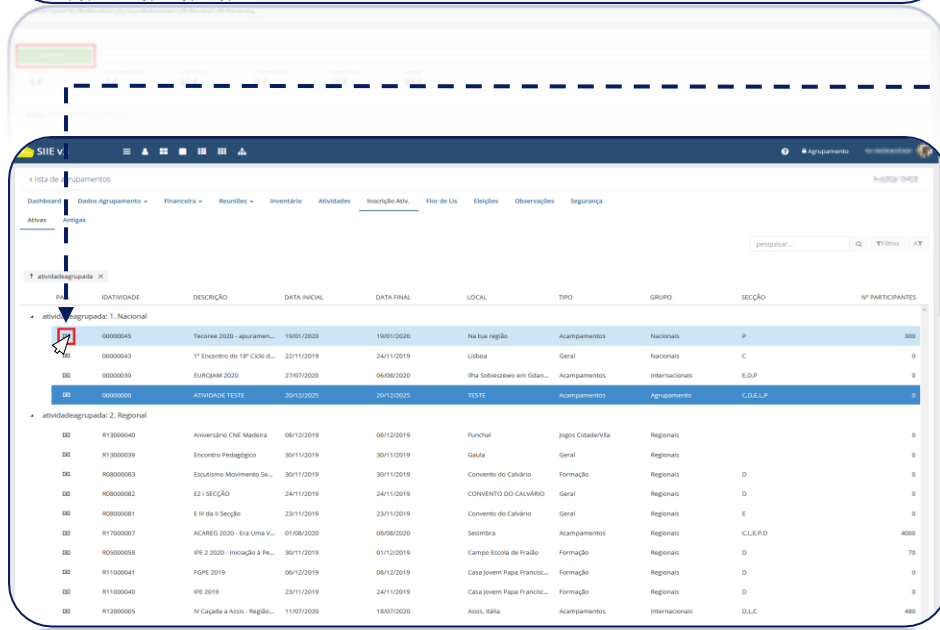 SIIE v
Agrupamento
‹ lista de agrupamentos
Dashboard Dados Agrupamento Financeira Reuniões Inventário Atividades Inscrição Ativ. Flor de Lis Eleições Observações Segurança
Ativas Antigas
pesquisar... Filtros
atividadeagrupada ×
IDATIVIDADE DESCRIÇÃO DATA INICIAL DATA FINAL LOCAL TIPO GRUPO SECÇÃO Nº PARTICIPANTES
atividadeagrupada: 1. Nacional
00000045 Tecoree 2020 - apuramen... 19/01/2020 19/01/2020 Na tua região Acampamentos Nacionais P 300
00000043 1º Encontro do 18º Ciclo d... 22/11/2019 24/11/2019 Lisboa Geral Nacionais C 0
00000030 EUROJAM 2020 27/07/2020 06/08/2020 Ilha Sobieszewo em Gdan... Acampamentos Internacionais E,D,P 0
00000000 ATIVIDADE TESTE 20/12/2025 20/12/2025 TESTE Acampamentos Agrupamento C,D,E,L,P 0
atividadeagrupada: 2. Regional
R13000040 Aniversário CNE Madeira 08/12/2019 08/12/2019 Funchal Jogos Cidade/Vila Regionais 0
R13000039 Encontro Pedagógico 30/11/2019 30/11/2019 Gaula Geral Regionais 0
R08000083 Escutismo Movimento Se... 30/11/2019 30/11/2019 Convento do Calvário Formação Regionais D 0
R08000082 E2 I SECÇÃO 24/11/2019 24/11/2019 CONVENTO DO CALVÁRIO Geral Regionais D 0
R08000081 E III da II Secção 23/11/2019 23/11/2019 Convento do Calvário Geral Regionais E 0
R17000007 ACAREG 2020 - Era Uma V... 01/08/2020 08/08/2020 Sesimbra Acampamentos Regionais C,L,E,P,D 4000
R05000058 IPE 2 2020 - Iniciação à Pe... 30/11/2019 01/12/2019 Campo Escola de Fraião Formação Regionais D 70
R11000041 FGPE 2019 06/12/2019 08/12/2019 Casa Jovem Papa Francisc... Formação Regionais D 0
R11000040 IPE 2019 23/11/2019 24/11/2019 Casa Jovem Papa Francisc... Formação Regionais D 0
R12000005 IV Caçada a Assis - Região... 11/07/2020 18/07/2020 Assis, Itália Acampamentos Internacionais D,L,C 480